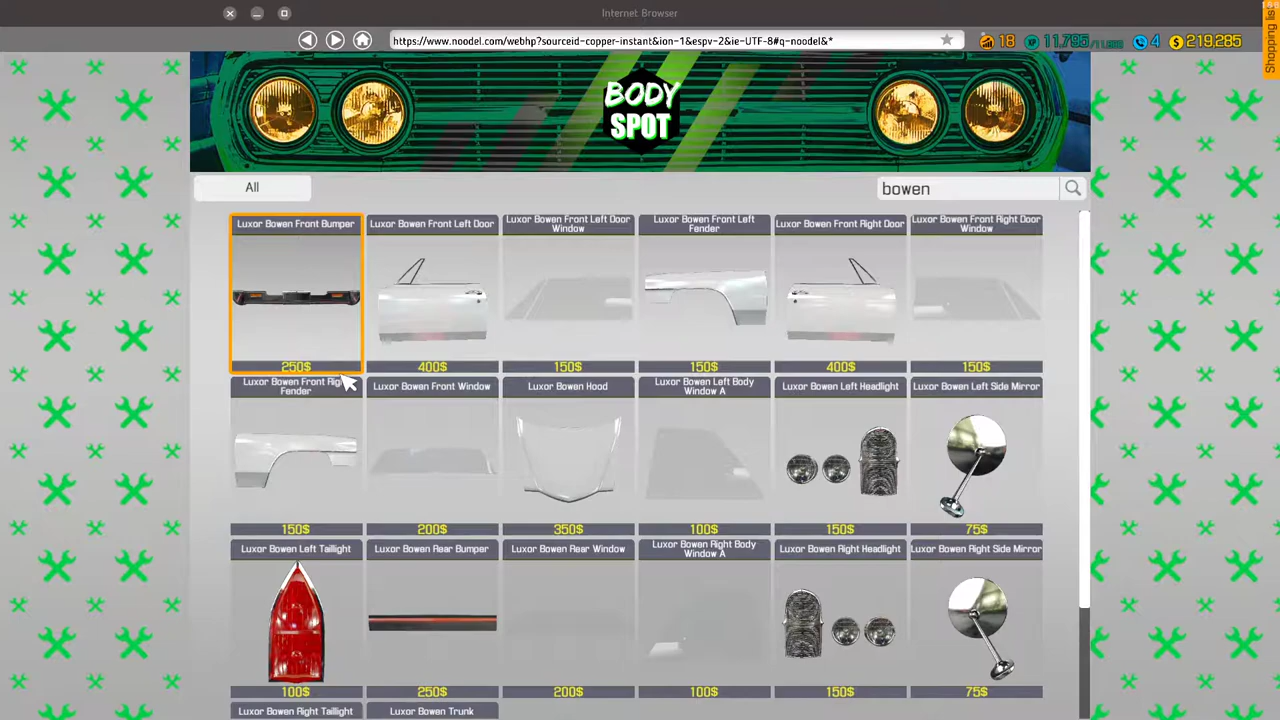 Internet Browser
https://www.noodel.com/webhp?sourceid=copper-instant&ion=1&espv=2&ie=UTF-8#q=noodel&*
18
XP 11,795
4
219,285
Shopping list
BODY
SPOT
All
bowen
Luxor Bowen Front Bumper
Luxor Bowen Front Left Door
Luxor Bowen Front Left Door
Window
Luxor Bowen Front Left
Fender
Luxor Bowen Front Right Door
Luxor Bowen Front Right Door
Window
250$
400$
150$
150$
400$
150$
Luxor Bowen Front Right
Fender
Luxor Bowen Front Window
Luxor Bowen Hood
Luxor Bowen Left Body
Window A
Luxor Bowen Left Headlight
Luxor Bowen Left Side Mirror
150$
200$
350$
100$
150$
75$
Luxor Bowen Left Taillight
Luxor Bowen Rear Bumper
Luxor Bowen Rear Window
Luxor Bowen Right Body
Window A
Luxor Bowen Right Headlight
Luxor Bowen Right Side Mirror
100$
250$
200$
100$
150$
75$
Luxor Bowen Right Taillight
Luxor Bowen Trunk